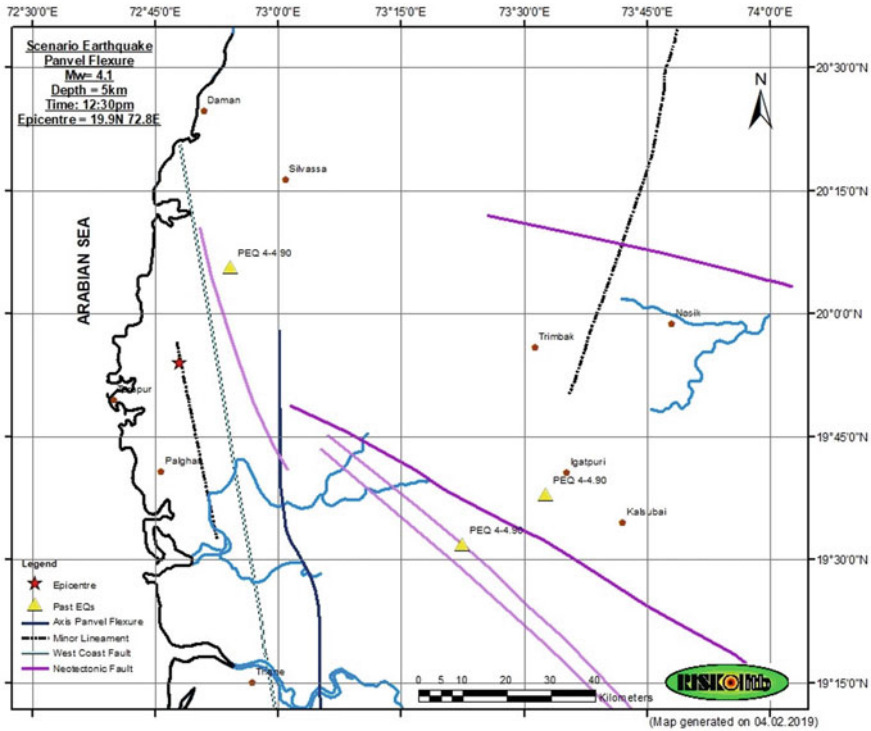 72°30'0"E 72°45'0"E 73°0'0"E 73°15'0"E 73°30'0"E 73°45'0"E 74°0'0"E
Scenario Earthquake
Panvel Flexure
Mw= 4.1
Depth = 5km
Time: 12:30pm
Epicentre = 19.9N 72.8E
N
20°30'0"N
Daman
Silvassa
20°15'0"N
ARABIAN SEA
PEQ 4-4.90
20°0'0"N
Nasik
Trimbak
Tarapur
19°45'0"N
Palghar
Igatpuri
PEQ 4-4.90
Kalsubai
PEQ 4-4.90
19°30'0"N
Legend
Epicentre
Past EQs
Axis Panvel Flexure
Minor Lineament
West Coast Fault
Neotectonic Fault
Thane
0 5 10 20 30 40
Kilometers
19°15'0"N
(Map generated on 04.02.2019)